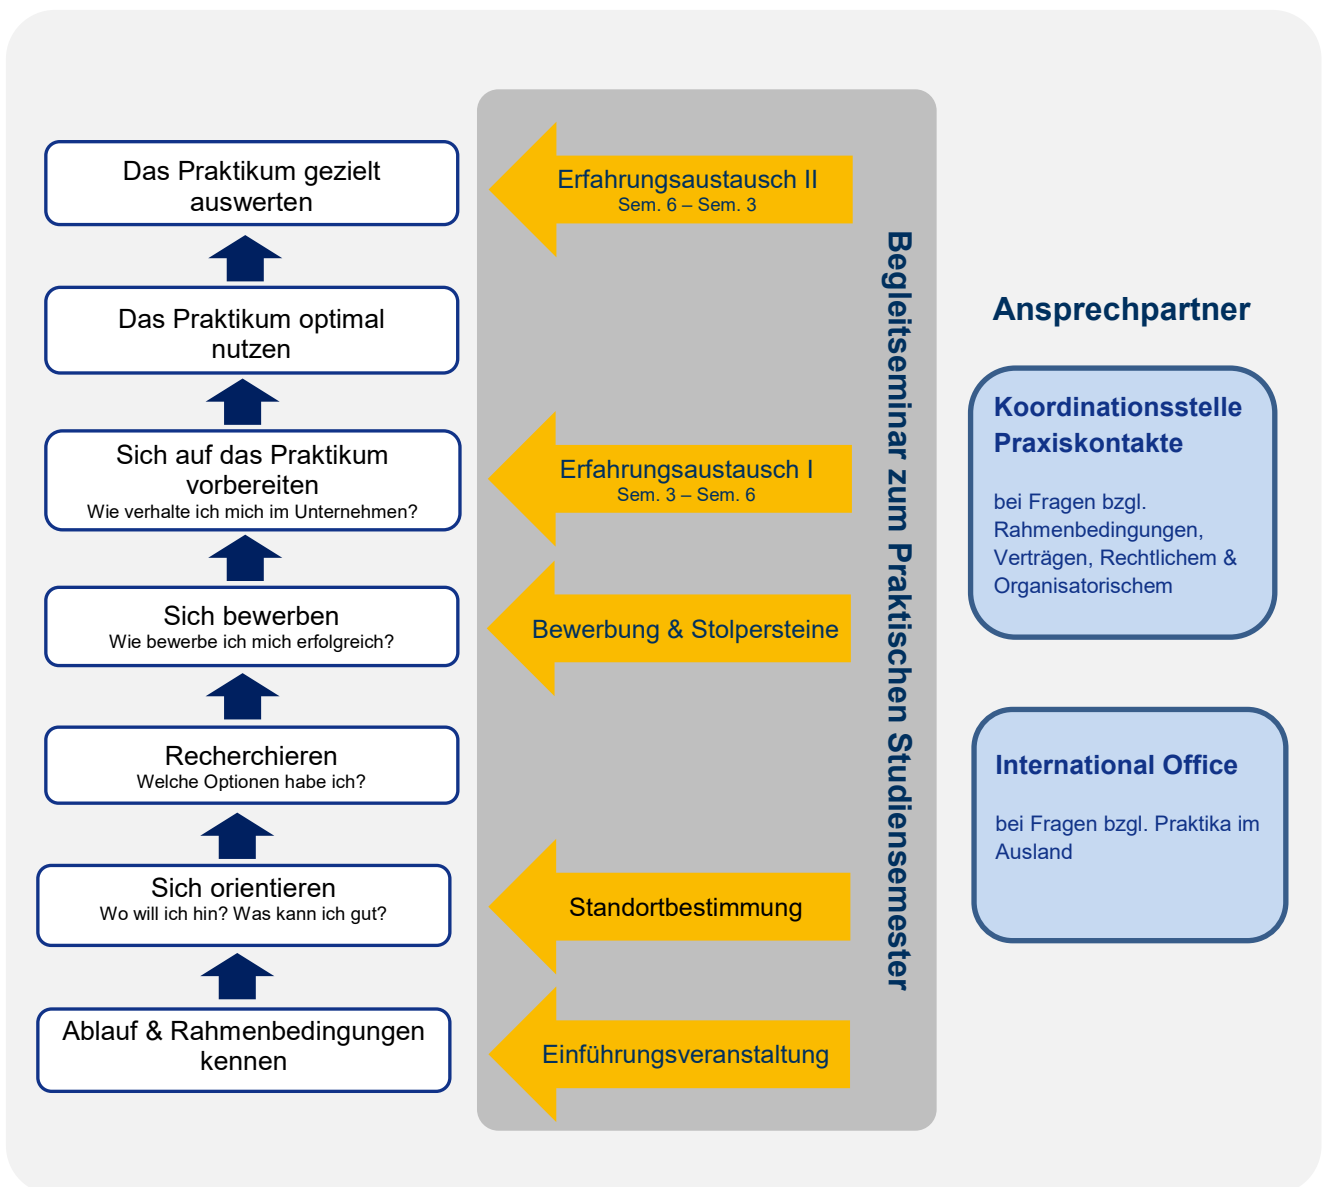 Das Praktikum gezielt
auswerten
Das Praktikum optimal
nutzen
Sich auf das Praktikum
vorbereiten
Wie verhalte ich mich im Unternehmen?
Sich bewerben
Wie bewerbe ich mich erfolgreich?
Recherchieren
Welche Optionen habe ich?
Sich orientieren
Wo will ich hin? Was kann ich gut?
Ablauf & Rahmenbedingungen
kennen
Erfahrungsaustausch II
Sem. 6 – Sem. 3
Erfahrungsaustausch I
Sem. 3 – Sem. 6
Bewerbung & Stolpersteine
Standortbestimmung
Einführungsveranstaltung
Begleitseminar zum Praktischen Studiensemester
Ansprechpartner
Koordinationsstelle
Praxiskontakte
bei Fragen bzgl.
Rahmenbedingungen,
Verträgen, Rechtlichem &
Organisatorischem
International Office
bei Fragen bzgl. Praktika im
Ausland